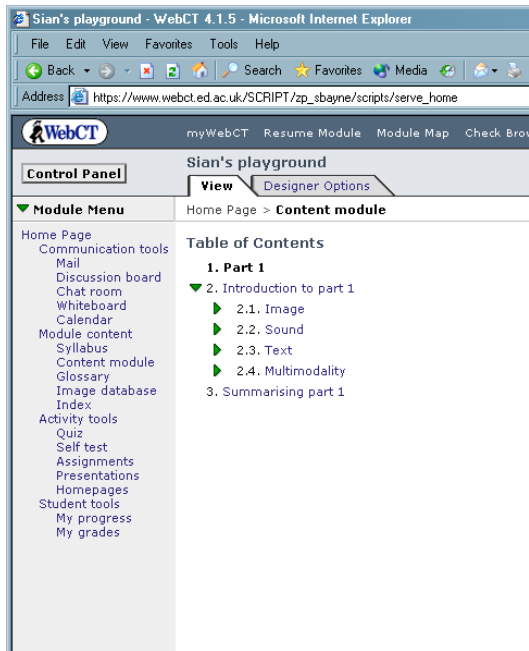 Sian's playground - WebCT 4.1.5 - Microsoft Internet Explorer
File Edit View Favorites Tools Help
Back Search Favorites Media
Address https://www.webct.ed.ac.uk/SCRIPT/zp_sbayne/scripts/serve_home
WebCT myWebCT Resume Module Module Map Check Brow
Control Panel
Sian's playground
View Designer Options
Module Menu
Home Page > Content module
Home Page
Communication tools
Mail
Discussion board
Chat room
Whiteboard
Calendar
Module content
Syllabus
Content module
Glossary
Image database
Index
Activity tools
Quiz
Self test
Assignments
Presentations
Homepages
Student tools
My progress
My grades
Table of Contents
1. Part 1
2. Introduction to part 1
2.1. Image
2.2. Sound
2.3. Text
2.4. Multimodality
3. Summarising part 1